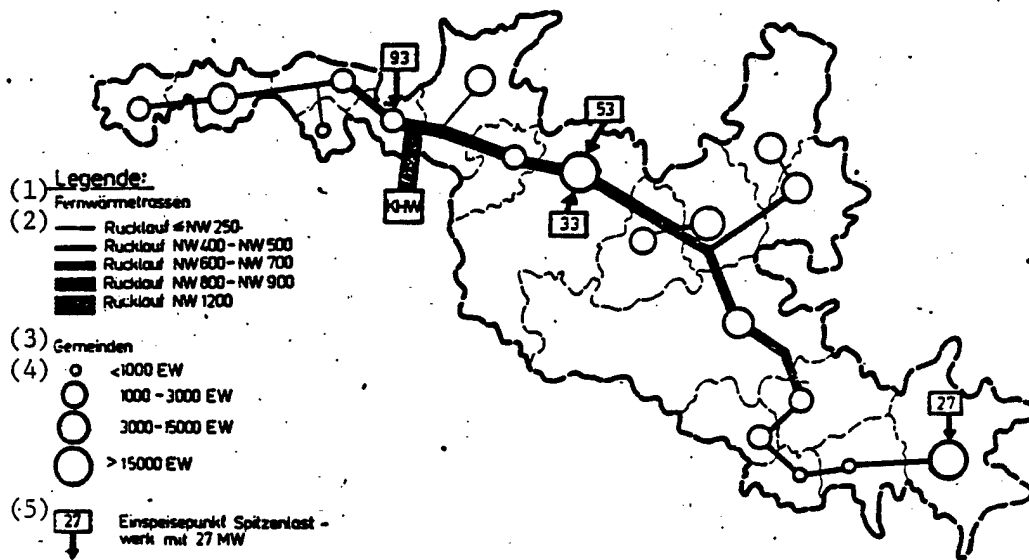 93
53
33
KHW
27
(1) Legende:
Fernwärmetrassen
(2) Rucklauf ≤NW 250-
Rucklauf NW 400 - NW 500
Rucklauf NW 600 - NW 700
Rucklauf NW 800 - NW 900
Rucklauf NW 1200
(3) Gemeinden
(4) <1000 EW
1000 - 3000 EW
3000-15000 EW
> 15000 EW
(5) 27 Einspeisepunkt Spitzenlast -
werk mit 27 MW